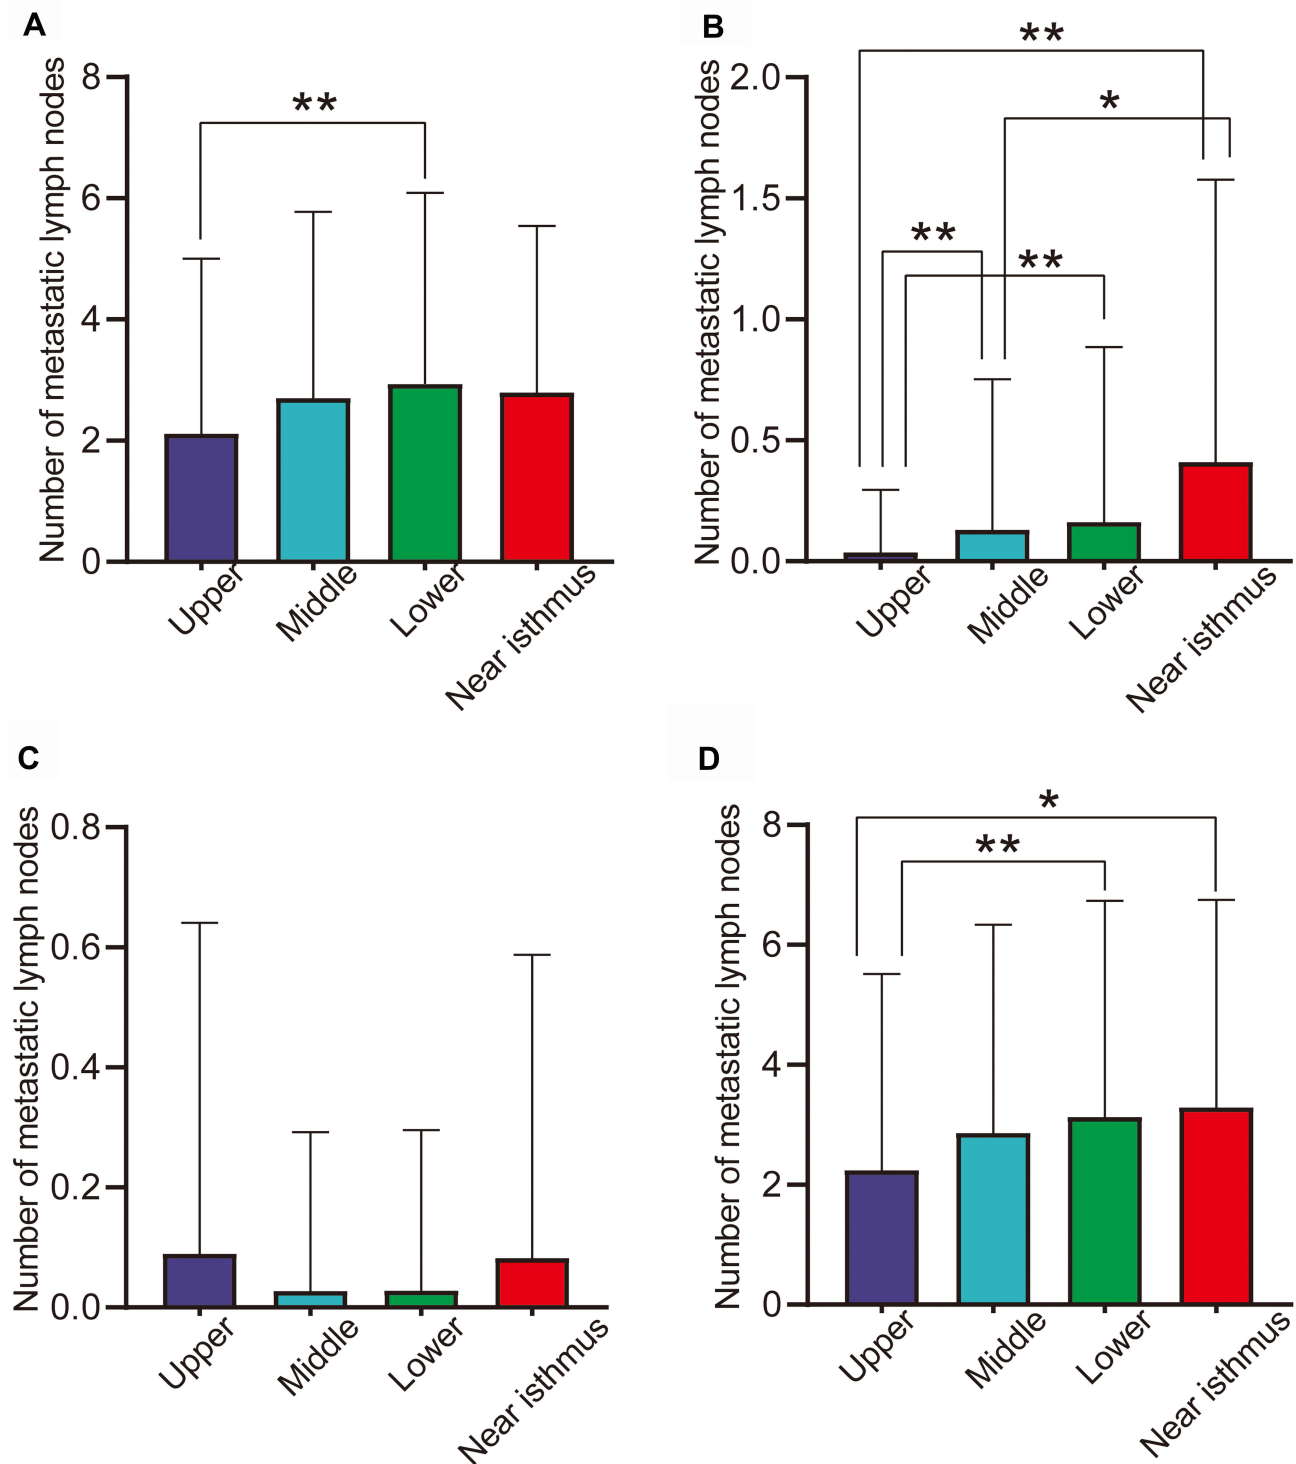 A
Number of metastatic lymph nodes
8
6
4
2
0
**
Upper
Middle
Lower
Near isthmus
B
Number of metastatic lymph nodes
2.0
1.5
1.0
0.5
0.0
**
*
**
**
Upper
Middle
Lower
Near isthmus
C
Number of metastatic lymph nodes
0.8
0.6
0.4
0.2
0.0
Upper
Middle
Lower
Near isthmus
D
Number of metastatic lymph nodes
8
6
4
2
0
*
**
Upper
Middle
Lower
Near isthmus